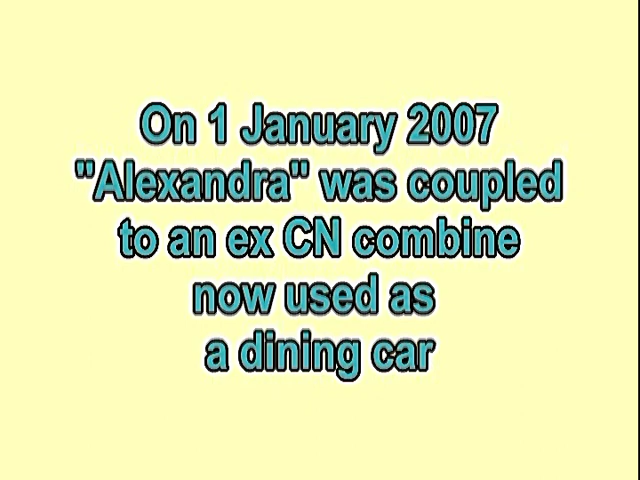 On 1 January 2007
"Alexandra" was coupled
to an ex CN combine
now used as
a dining car